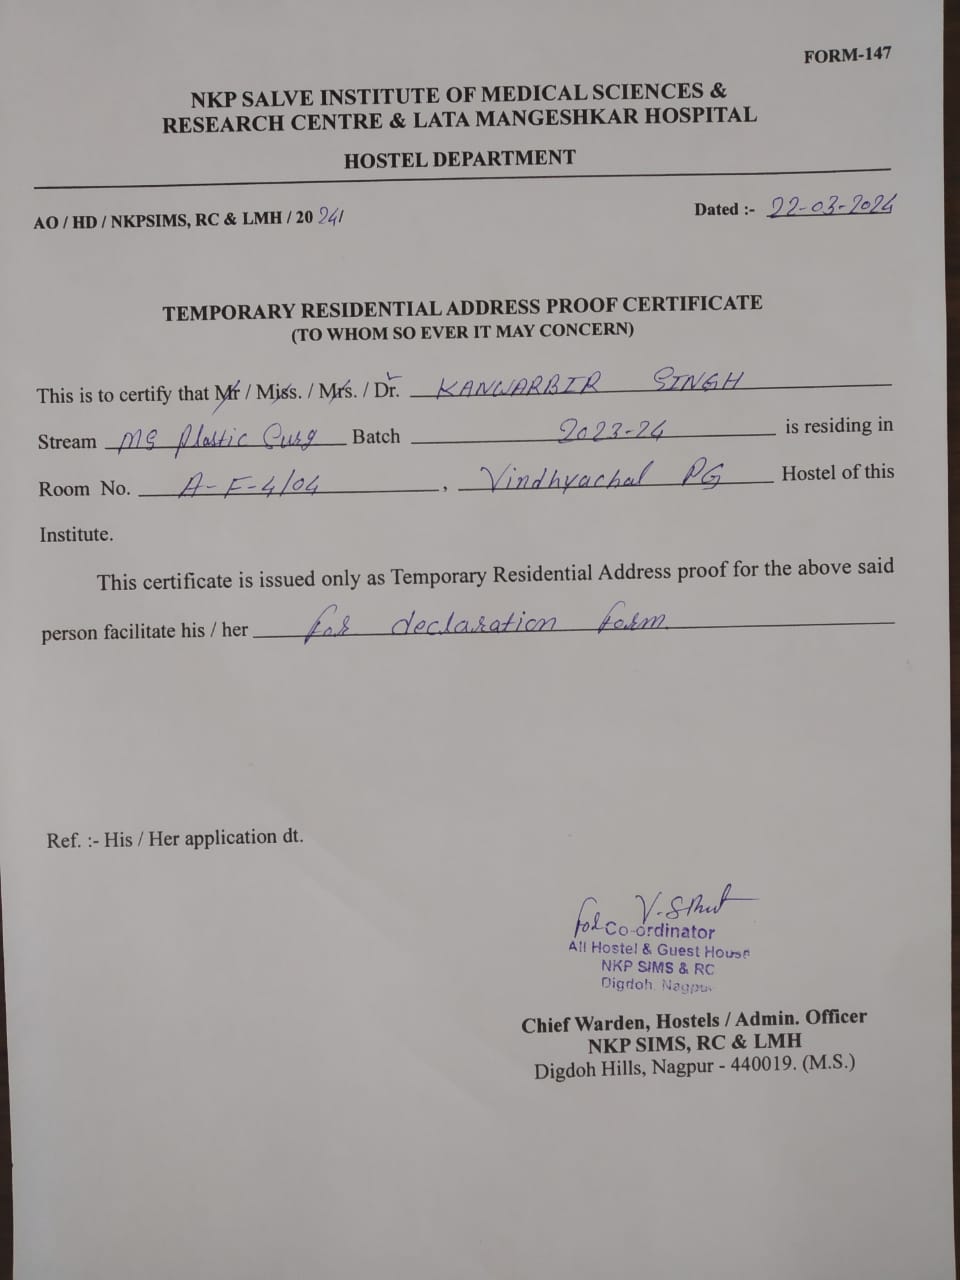 FORM-147
NKP SALVE INSTITUTE OF MEDICAL SCIENCES &
RESEARCH CENTRE & LATA MANGESHKAR HOSPITAL
HOSTEL DEPARTMENT
AO / HD / NKPSIMS, RC & LMH / 2024/
Dated :- 22-03-2024
TEMPORARY RESIDENTIAL ADDRESS PROOF CERTIFICATE
(TO WHOM SO EVER IT MAY CONCERN)
This is to certify that Mr / Miss. / Mrs. / Dr. KANWARBIR SINGH
Stream MS Plastic Surg Batch 2023-24 is residing in
Room No. A-F-4/04, Vindhyachal PG Hostel of this
Institute.
This certificate is issued only as Temporary Residential Address proof for the above said
person facilitate his / her for declaration form
Ref. :- His / Her application dt.
for
Co-ordinator
All Hostel & Guest House
NKP SIMS & RC
Digdoh, Nagpur
Chief Warden, Hostels / Admin. Officer
NKP SIMS, RC & LMH
Digdoh Hills, Nagpur - 440019. (M.S.)